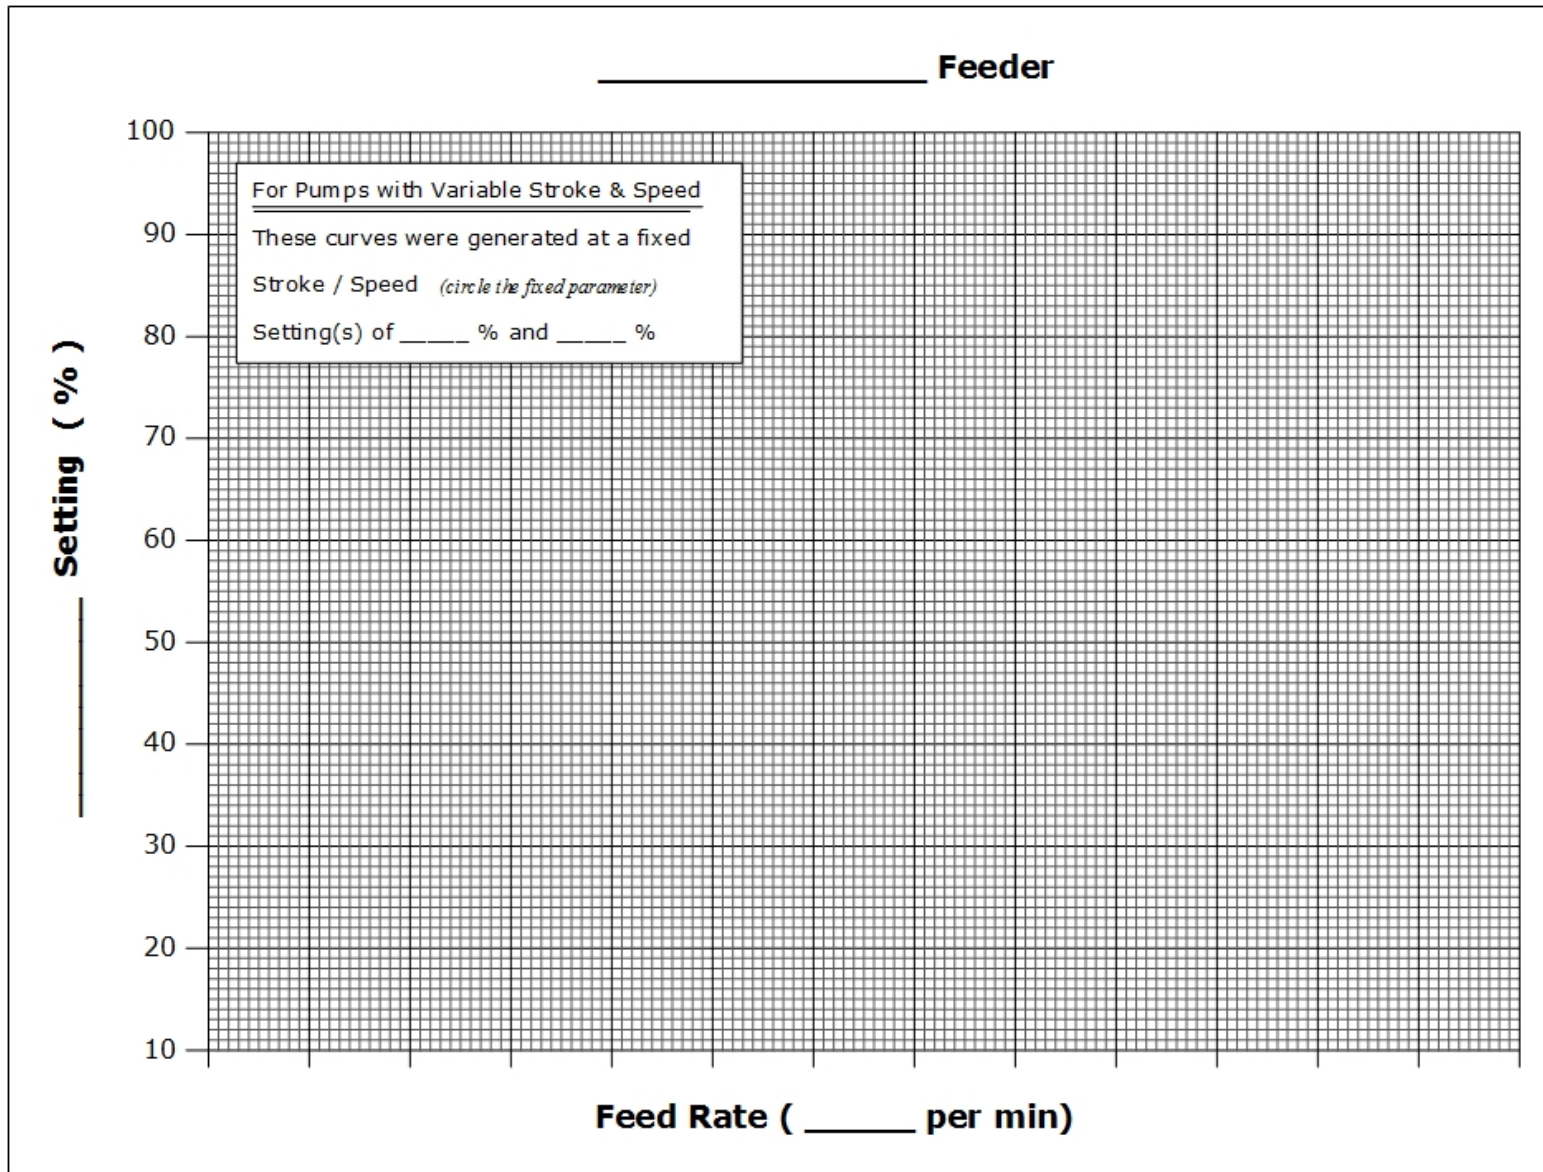 ________________ Feeder
100
For Pumps with Variable Stroke & Speed
These curves were generated at a fixed
Stroke / Speed (circle the fixed parameter)
Setting(s) of _____ % and _____ %
90
80
70
60
50
40
30
20
10
__________ Setting ( % )
Feed Rate ( ______ per min)